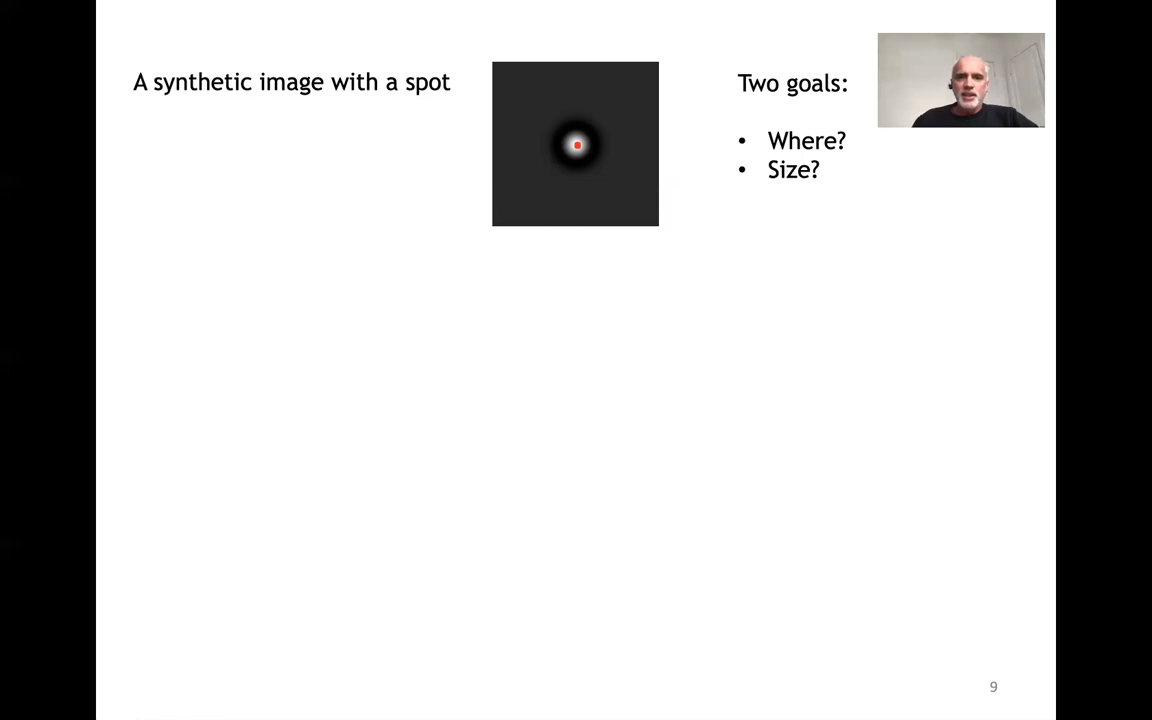 A synthetic image with a spot
Two goals:
• Where?
• Size?
9